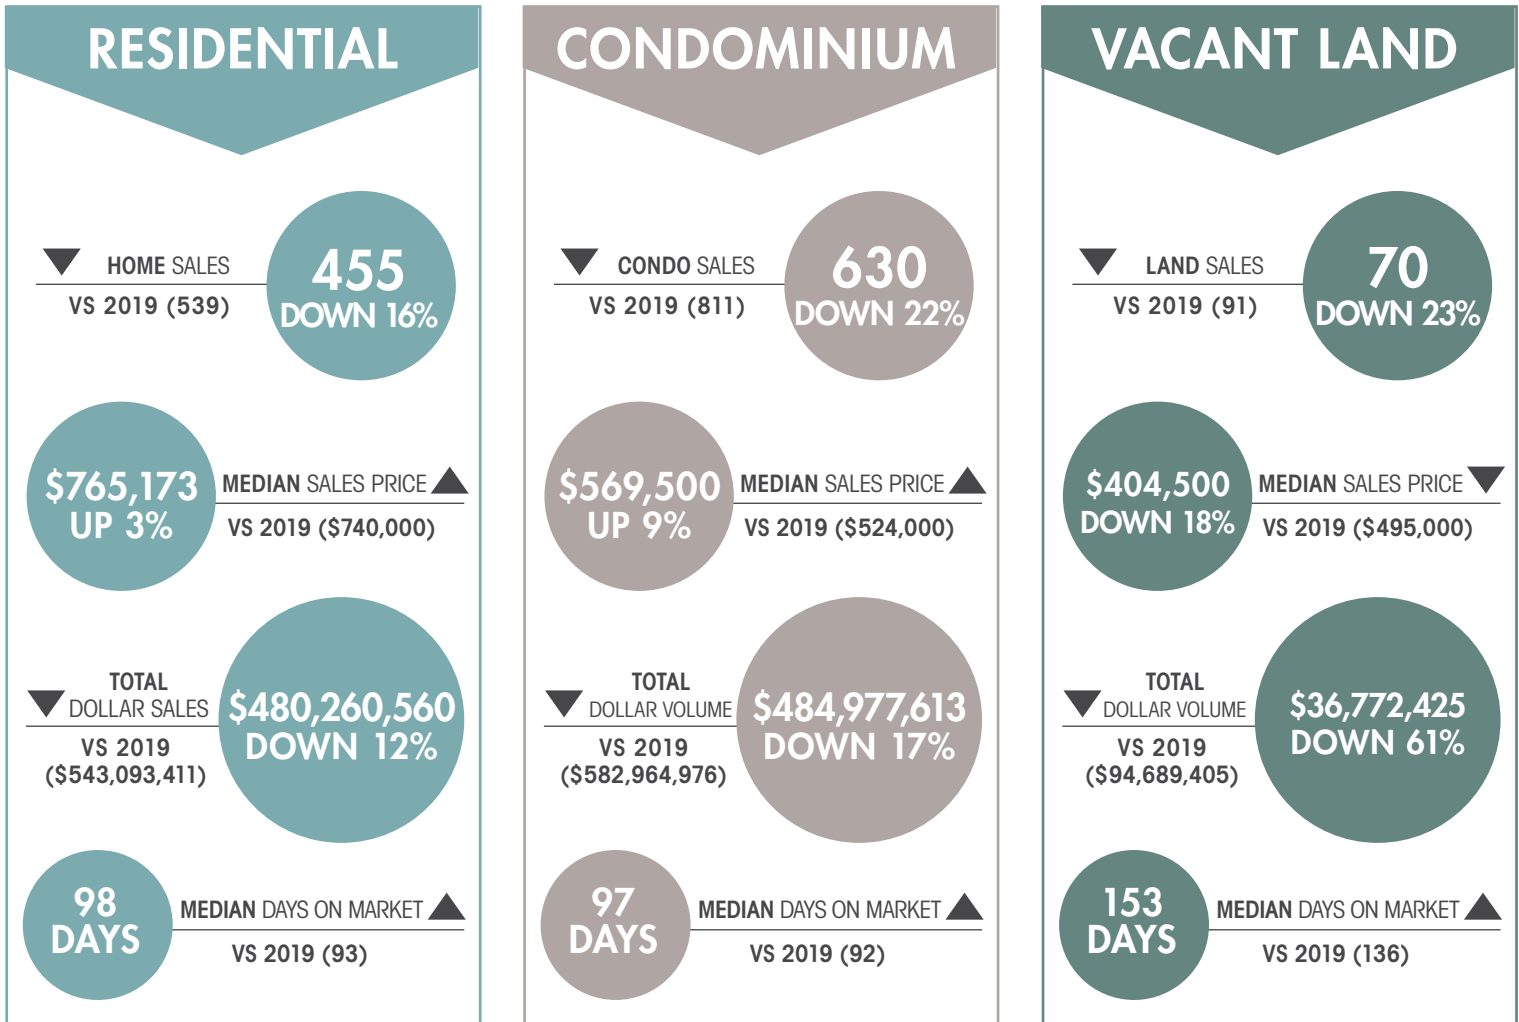 RESIDENTIAL
HOME SALES
VS 2019 (539)
455
DOWN 16%
$765,173
UP 3%
MEDIAN SALES PRICE
VS 2019 ($740,000)
TOTAL
DOLLAR SALES
VS 2019
($543,093,411)
$480,260,560
DOWN 12%
98
DAYS
MEDIAN DAYS ON MARKET
VS 2019 (93)
CONDOMINIUM
CONDO SALES
VS 2019 (811)
630
DOWN 22%
$569,500
UP 9%
MEDIAN SALES PRICE
VS 2019 ($524,000)
TOTAL
DOLLAR VOLUME
VS 2019
($582,964,976)
$484,977,613
DOWN 17%
97
DAYS
MEDIAN DAYS ON MARKET
VS 2019 (92)
VACANT LAND
LAND SALES
VS 2019 (91)
70
DOWN 23%
$404,500
DOWN 18%
MEDIAN SALES PRICE
VS 2019 ($495,000)
TOTAL
DOLLAR VOLUME
VS 2019
($94,689,405)
$36,772,425
DOWN 61%
153
DAYS
MEDIAN DAYS ON MARKET
VS 2019 (136)